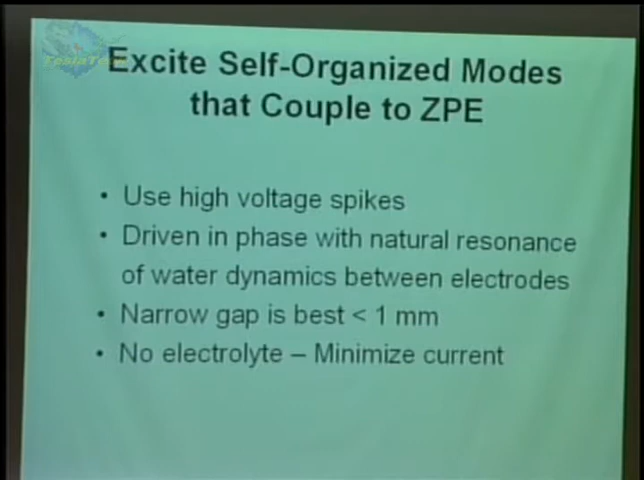 Excite Self-Organized Modes
that Couple to ZPE
• Use high voltage spikes
• Driven in phase with natural resonance
of water dynamics between electrodes
• Narrow gap is best < 1 mm
• No electrolyte – Minimize current